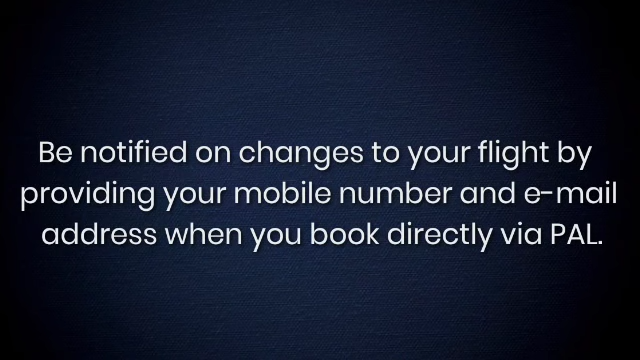 Be notified on changes to your flight by
providing your mobile number and e-mail
address when you book directly via PAL.